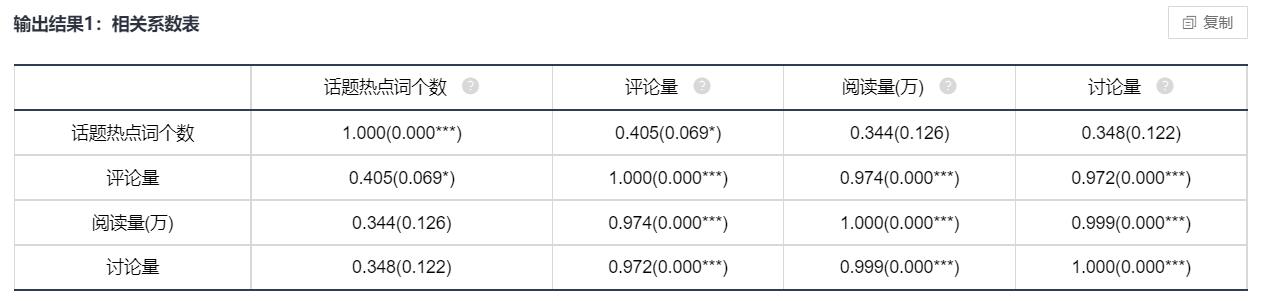 输出结果1：相关系数表
复制
话题热点词个数 ? 评论量 ? 阅读量(万) ? 讨论量 ?
话题热点词个数 1.000(0.000***) 0.405(0.069*) 0.344(0.126) 0.348(0.122)
评论量 0.405(0.069*) 1.000(0.000***) 0.974(0.000***) 0.972(0.000***)
阅读量(万) 0.344(0.126) 0.974(0.000***) 1.000(0.000***) 0.999(0.000***)
讨论量 0.348(0.122) 0.972(0.000***) 0.999(0.000***) 1.000(0.000***)